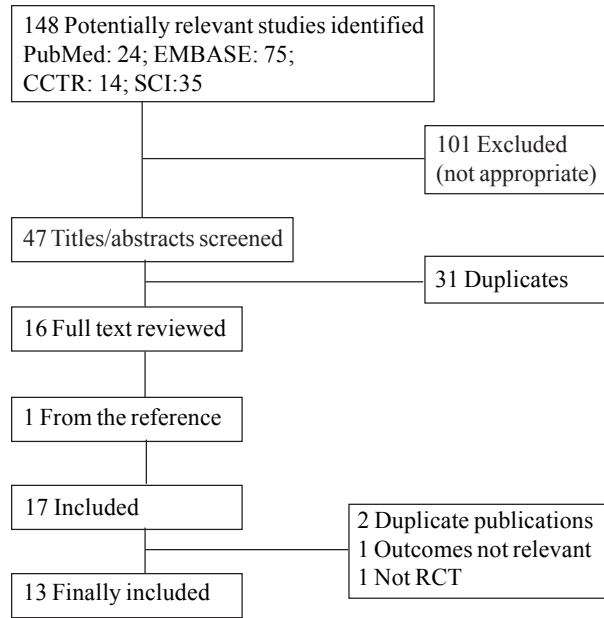 148 Potentially relevant studies identified
PubMed: 24; EMBASE: 75;
CCTR: 14; SCI:35
101 Excluded
(not appropriate)
47 Titles/abstracts screened
31 Duplicates
16 Full text reviewed
1 From the reference
17 Included
2 Duplicate publications
1 Outcomes not relevant
1 Not RCT
13 Finally included